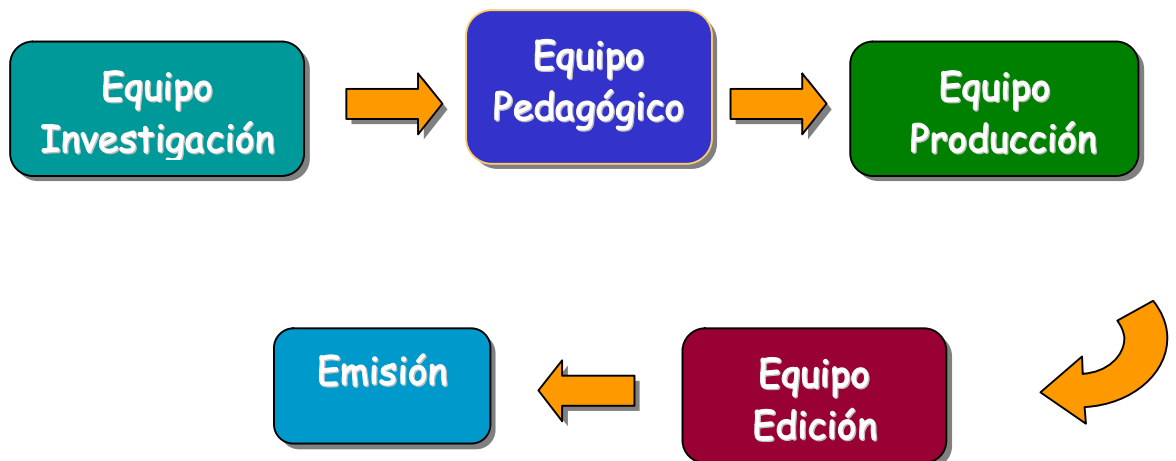 Equipo
Investigación
Equipo
Pedagógico
Equipo
Producción
Emisión
Equipo
Edición